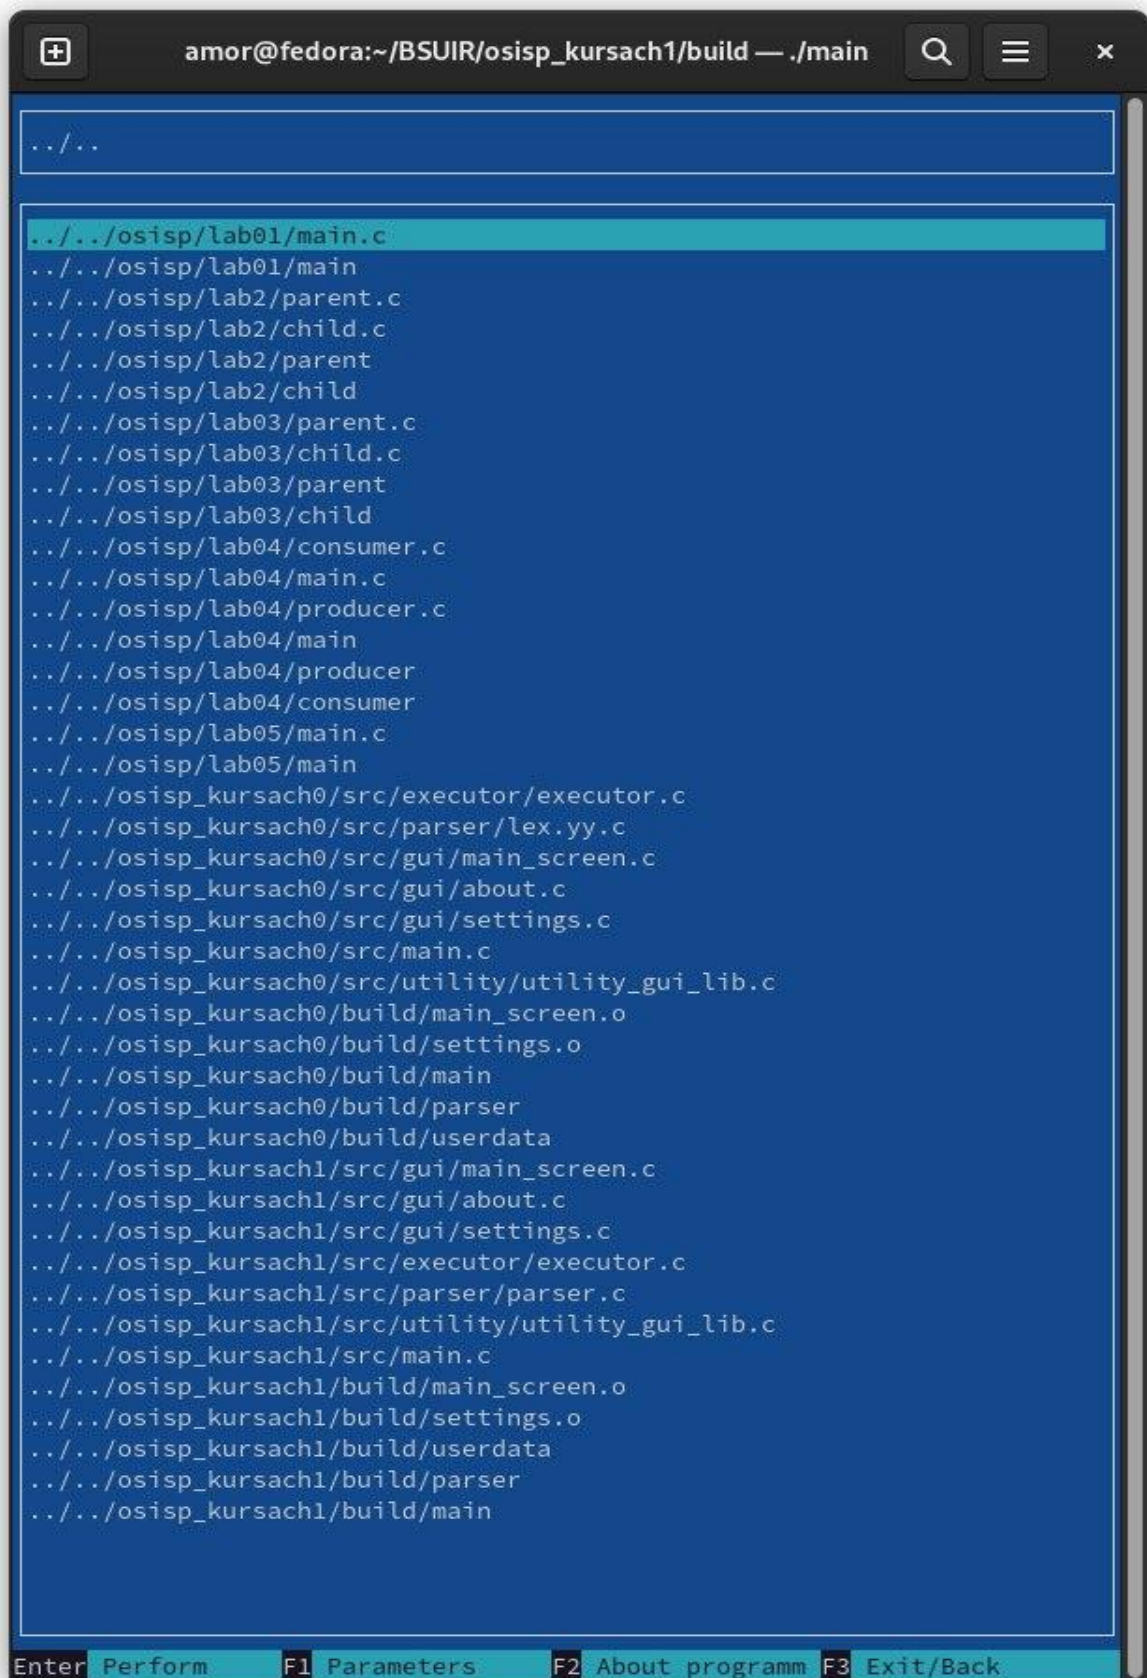 amor@fedora:~/BSUIR/osisp_kursach1/build — ./main
../..
../../osisp/lab01/main.c
../../osisp/lab01/main
../../osisp/lab2/parent.c
../../osisp/lab2/child.c
../../osisp/lab2/parent
../../osisp/lab2/child
../../osisp/lab03/parent.c
../../osisp/lab03/child.c
../../osisp/lab03/parent
../../osisp/lab03/child
../../osisp/lab04/consumer.c
../../osisp/lab04/main.c
../../osisp/lab04/producer.c
../../osisp/lab04/main
../../osisp/lab04/producer
../../osisp/lab04/consumer
../../osisp/lab05/main.c
../../osisp/lab05/main
../../osisp_kursach0/src/executor/executor.c
../../osisp_kursach0/src/parser/lex.yy.c
../../osisp_kursach0/src/gui/main_screen.c
../../osisp_kursach0/src/gui/about.c
../../osisp_kursach0/src/gui/settings.c
../../osisp_kursach0/src/main.c
../../osisp_kursach0/src/utility/utility_gui_lib.c
../../osisp_kursach0/build/main_screen.o
../../osisp_kursach0/build/settings.o
../../osisp_kursach0/build/main
../../osisp_kursach0/build/parser
../../osisp_kursach0/build/userdata
../../osisp_kursach1/src/gui/main_screen.c
../../osisp_kursach1/src/gui/about.c
../../osisp_kursach1/src/gui/settings.c
../../osisp_kursach1/src/executor/executor.c
../../osisp_kursach1/src/parser/parser.c
../../osisp_kursach1/src/utility/utility_gui_lib.c
../../osisp_kursach1/src/main.c
../../osisp_kursach1/build/main_screen.o
../../osisp_kursach1/build/settings.o
../../osisp_kursach1/build/userdata
../../osisp_kursach1/build/parser
../../osisp_kursach1/build/main
Enter Perform F1 Parameters F2 About programm F3 Exit/Back